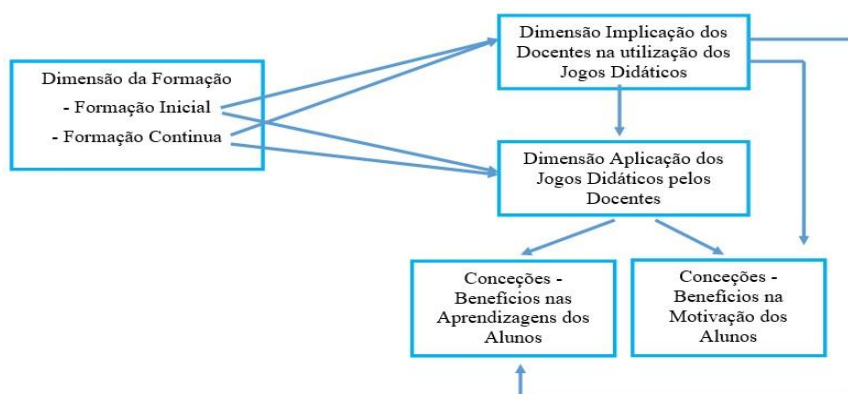 Dimensão Implicação dos
Docentes na utilização dos
Jogos Didáticos
Dimensão da Formação
- Formação Inicial
- Formação Continua
Dimensão Aplicação dos
Jogos Didáticos pelos
Docentes
Conceções -
Benefícios nas
Aprendizagens dos
Alunos
Conceções -
Benefícios na
Motivação dos
Alunos